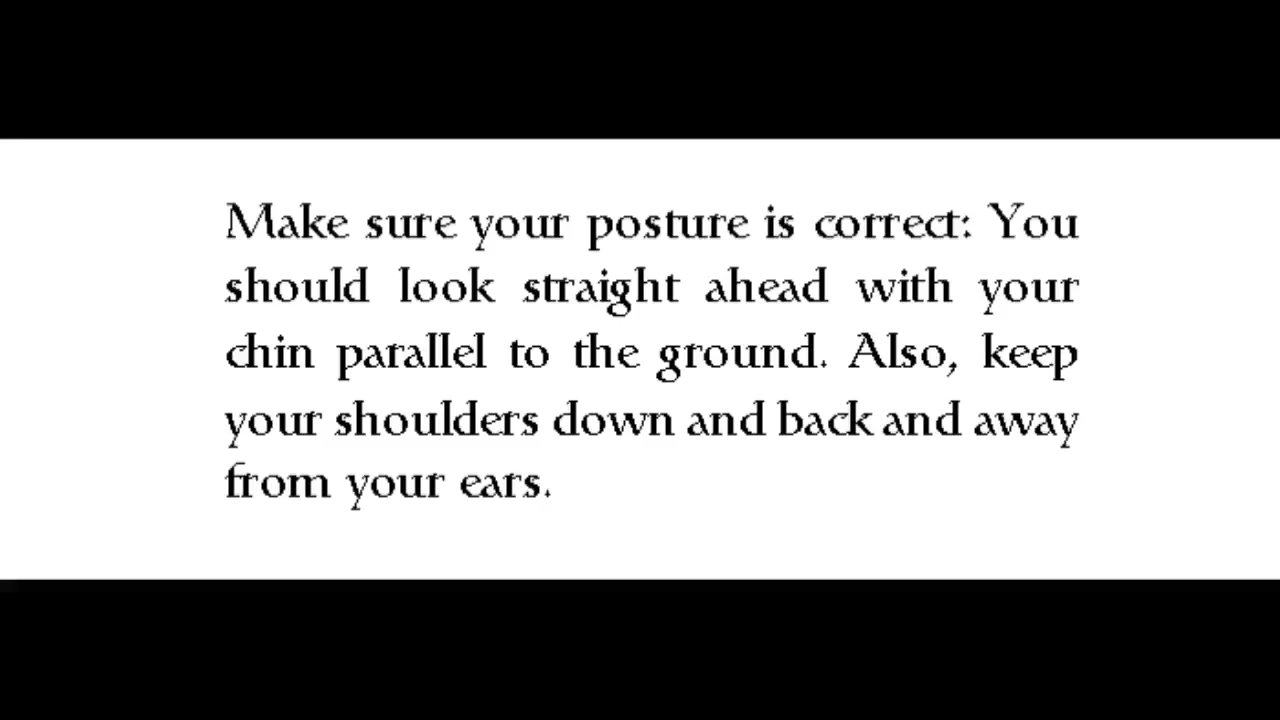 Make sure your posture is correct: You
should look straight ahead with your
chin parallel to the ground. Also, keep
your shoulders down and back and away
from your ears.